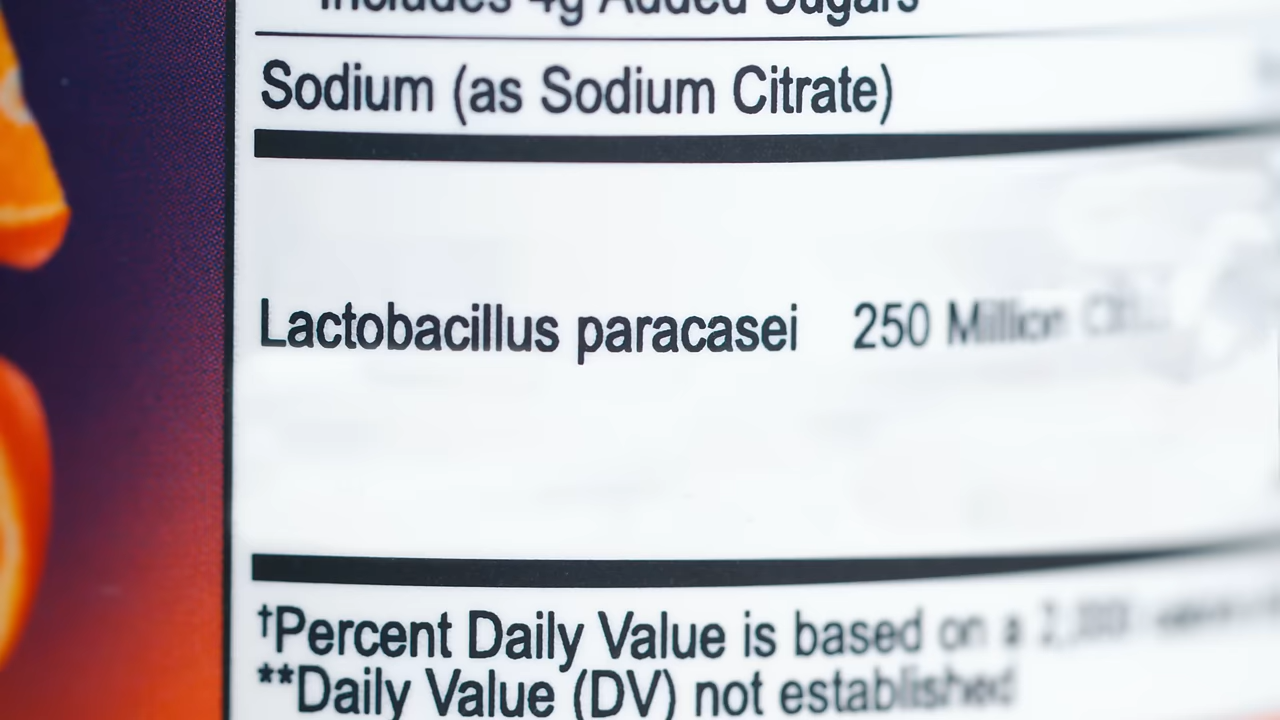 Includes 4g Added Sugars
Sodium (as Sodium Citrate)
Lactobacillus paracasei 250 Million
†Percent Daily Value is based on a
**Daily Value (DV) not established